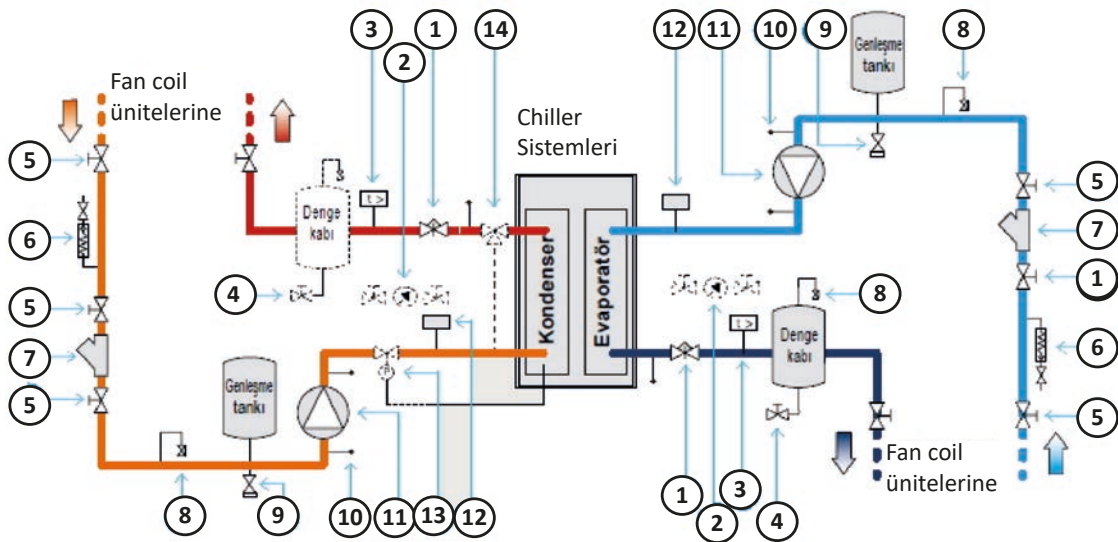 3
1
14
12
11
10
9
8
2
Genleşme
tankı
Fan coil
ünitelerine
Chiller
Sistemleri
5
5
6
t >
Denge
kabı
7
4
Kondenser
Evaporatör
1
8
5
12
t >
Denge
kabı
6
7
Genleşme
tankı
P
5
5
Fan coil
ünitelerine
8
9
10
11
13
12
1
2
3
4